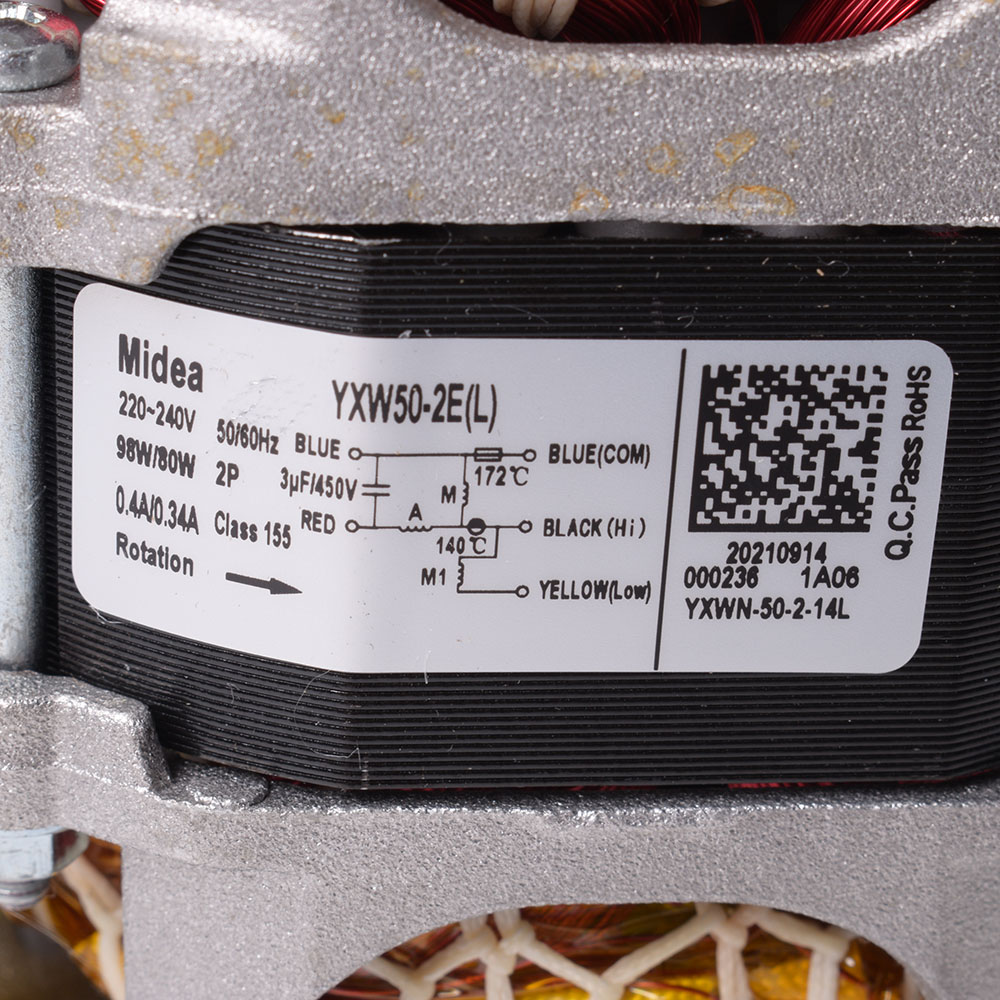 Midea
YXW50-2E(L)
220~240V 50/60Hz
98W/80W 2P
0.4A/0.34A Class 155
Rotation
BLUE
3μF/450V
RED
A
M
172℃
140℃
M1
BLUE(COM)
BLACK(Hi)
YELLOW(Low)
Q.C.Pass RoHS
20210914
000236 1A06
YXWN-50-2-14L